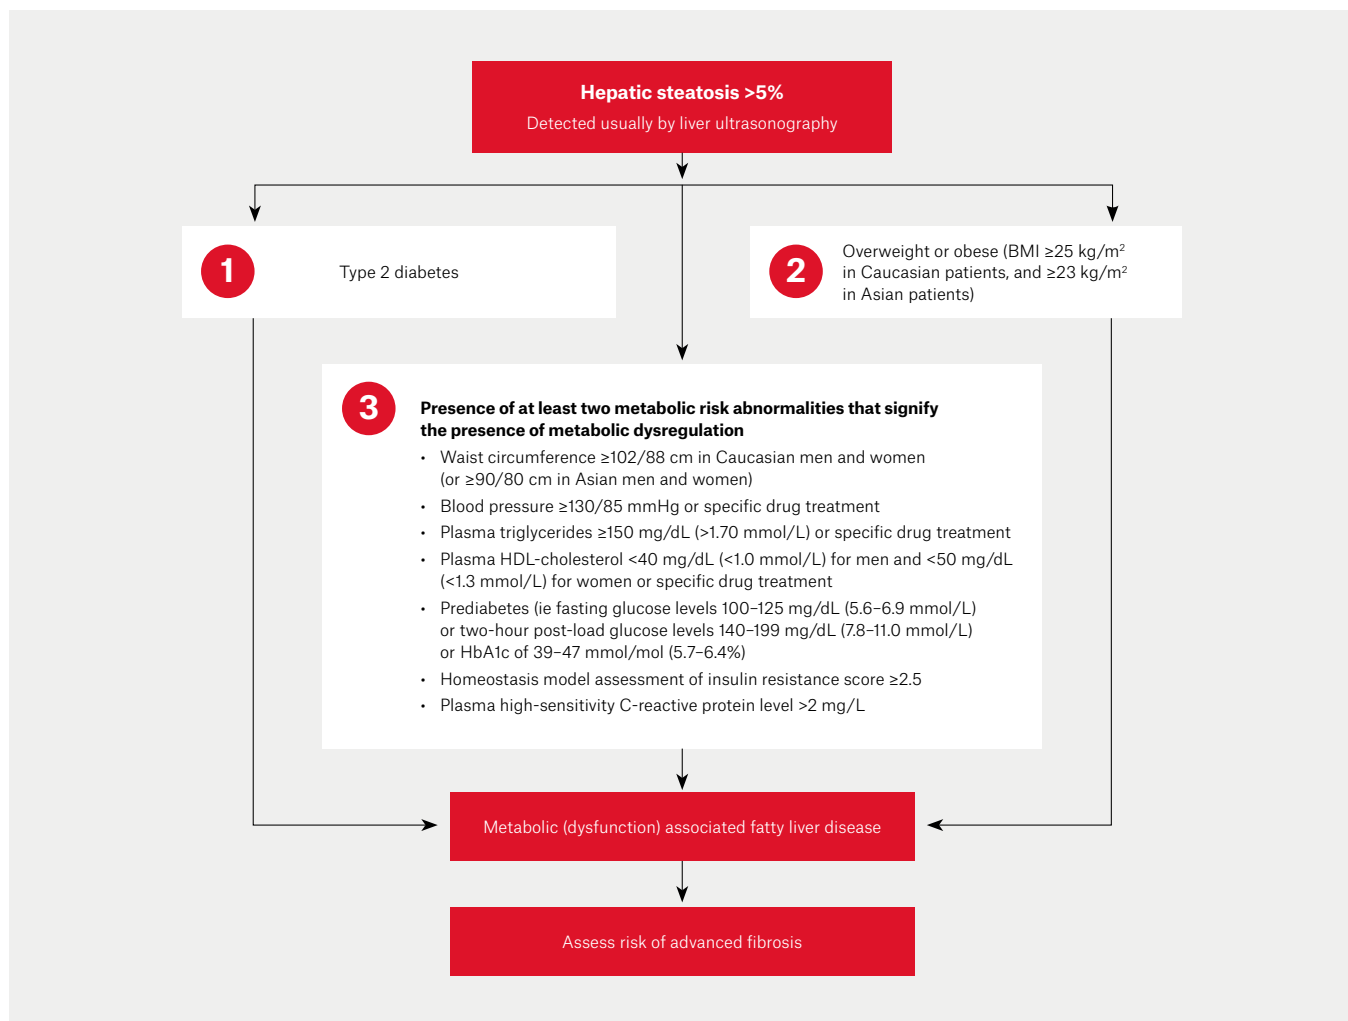 Hepatic steatosis >5%
Detected usually by liver ultrasonography
1
Type 2 diabetes
2
Overweight or obese (BMI ≥25 kg/m²
in Caucasian patients, and ≥23 kg/m²
in Asian patients)
3
Presence of at least two metabolic risk abnormalities that signify
the presence of metabolic dysregulation
• Waist circumference ≥102/88 cm in Caucasian men and women
(or ≥90/80 cm in Asian men and women)
• Blood pressure ≥130/85 mmHg or specific drug treatment
• Plasma triglycerides ≥150 mg/dL (>1.70 mmol/L) or specific drug treatment
• Plasma HDL-cholesterol <40 mg/dL (<1.0 mmol/L) for men and <50 mg/dL
(<1.3 mmol/L) for women or specific drug treatment
• Prediabetes (ie fasting glucose levels 100–125 mg/dL (5.6–6.9 mmol/L)
or two-hour post-load glucose levels 140–199 mg/dL (7.8–11.0 mmol/L)
or HbA1c of 39–47 mmol/mol (5.7–6.4%)
• Homeostasis model assessment of insulin resistance score ≥2.5
• Plasma high-sensitivity C-reactive protein level >2 mg/L
Metabolic (dysfunction) associated fatty liver disease
Assess risk of advanced fibrosis